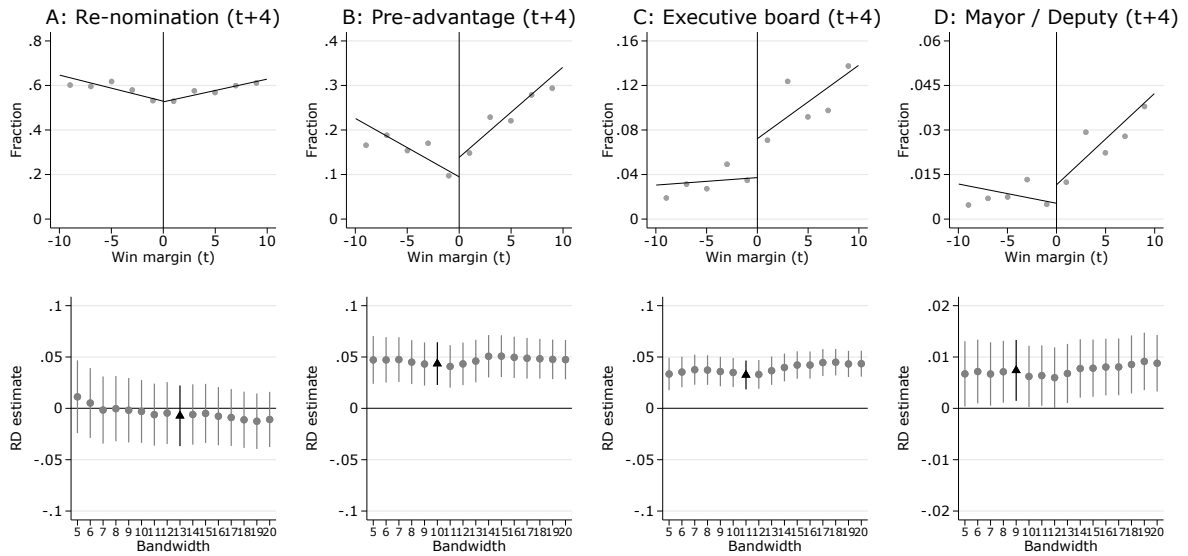 A: Re-nomination (t+4)
.8
.6
.4
.2
0
Fraction
-10 -5 0 5 10
Win margin (t)
B: Pre-advantage (t+4)
.4
.3
.2
.1
0
Fraction
-10 -5 0 5 10
Win margin (t)
C: Executive board (t+4)
.16
.12
.08
.04
0
Fraction
-10 -5 0 5 10
Win margin (t)
D: Mayor / Deputy (t+4)
.06
.045
.03
.015
0
Fraction
-10 -5 0 5 10
Win margin (t)
.1
.05
0
-.05
-.1
RD estimate
5 6 7 8 9 10 11 12 13 14 15 16 17 18 19 20
Bandwidth
.1
.05
0
-.05
-.1
RD estimate
5 6 7 8 9 10 11 12 13 14 15 16 17 18 19 20
Bandwidth
.1
.05
0
-.05
-.1
RD estimate
5 6 7 8 9 10 11 12 13 14 15 16 17 18 19 20
Bandwidth
.02
.01
0
-.01
-.02
RD estimate
5 6 7 8 9 10 11 12 13 14 15 16 17 18 19 20
Bandwidth